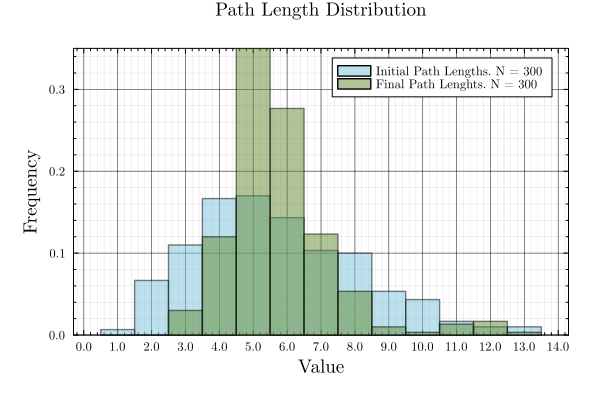 Path Length Distribution
Initial Path Lengths. N = 300
Final Path Lenghts. N = 300
Frequency
0.3
0.2
0.1
0.0
0.0 1.0 2.0 3.0 4.0 5.0 6.0 7.0 8.0 9.0 10.0 11.0 12.0 13.0 14.0
Value